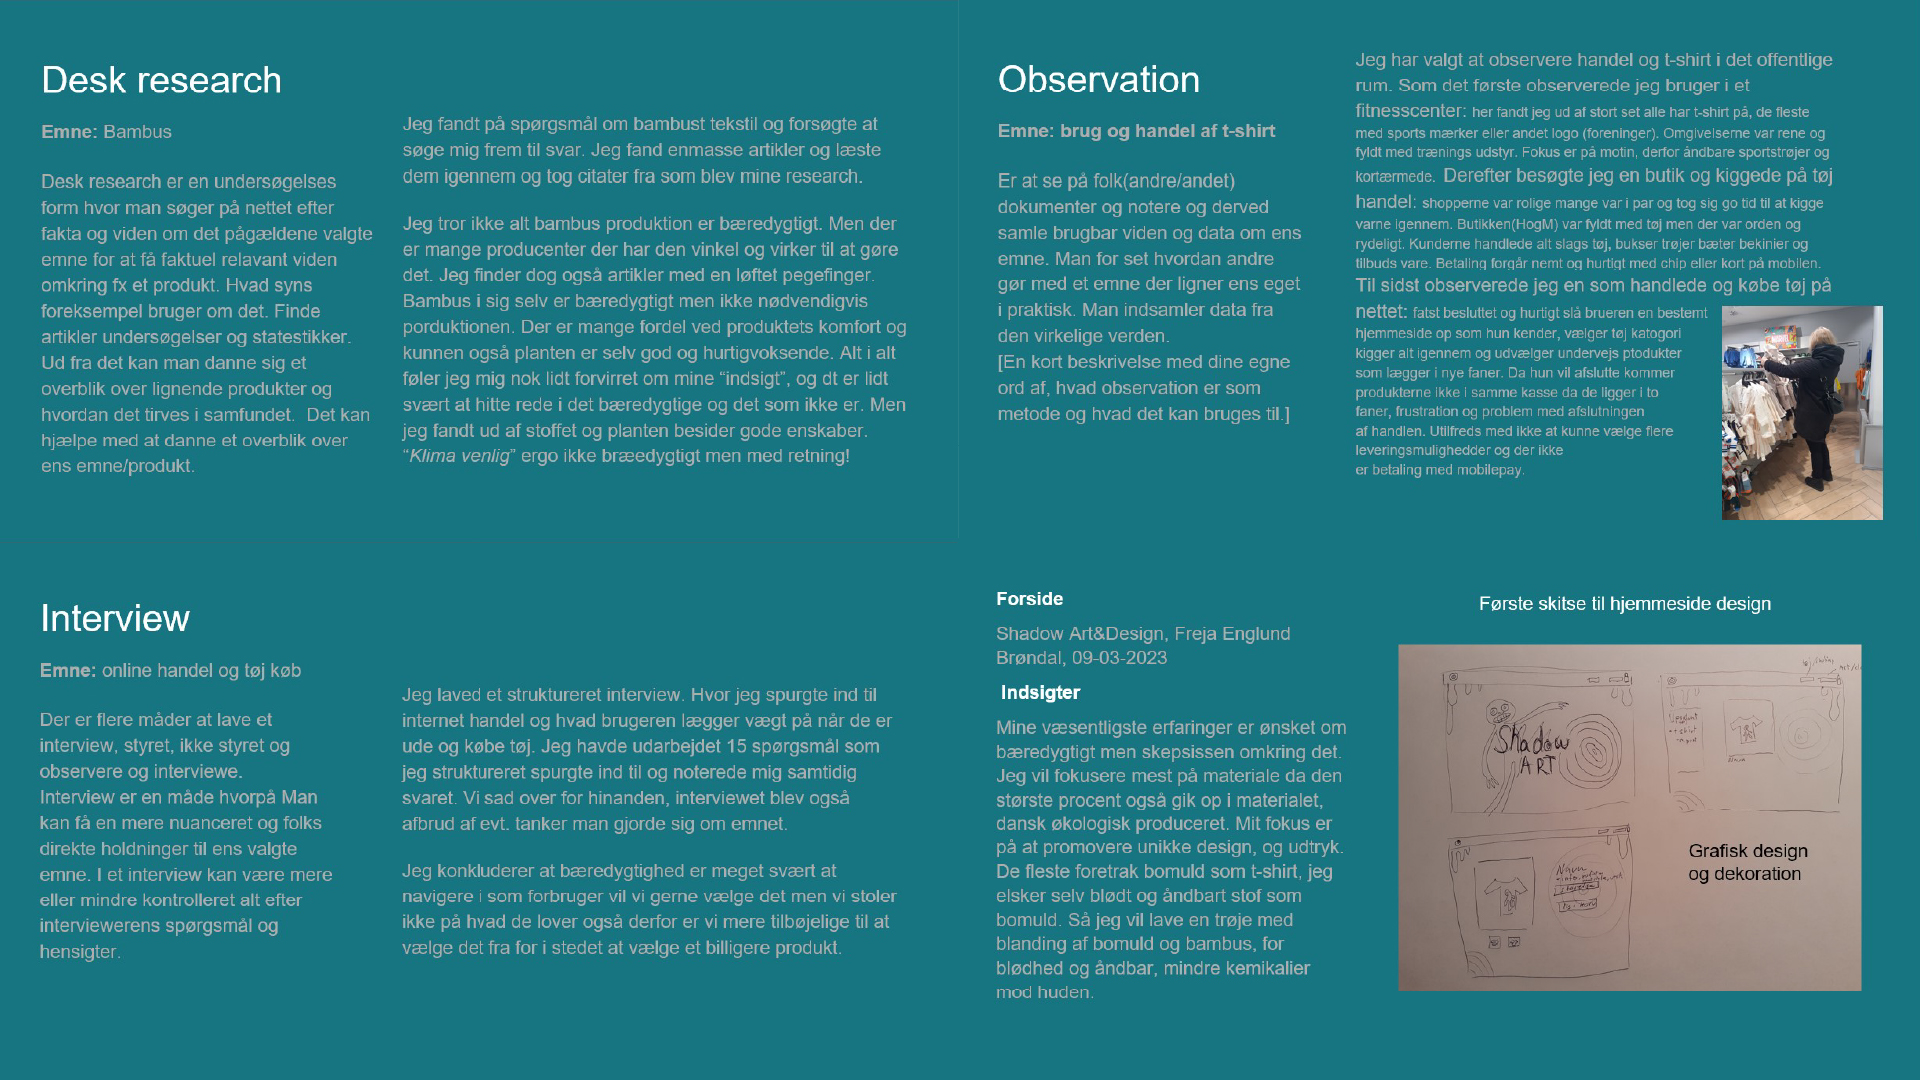 Desk research
Emne: Bambus
Desk research er en undersøgelses
form hvor man søger på nettet efter
fakta og viden om det pågældene valgte
emne for at få faktuel relavant viden
omkring fx et produkt. Hvad syns
foreksempel bruger om det. Finde
artikler undersøgelser og statestikker.
Ud fra det kan man danne sig et
overblik over lignende produkter og
hvordan det tirves i samfundet. Det kan
hjælpe med at danne et overblik over
ens emne/produkt.
Jeg fandt på spørgsmål om bambust tekstil og forsøgte at
søge mig frem til svar. Jeg fand enmasse artikler og læste
dem igennem og tog citater fra som blev mine research.
Jeg tror ikke alt bambus produktion er bæredygtigt. Men der
er mange producenter der har den vinkel og virker til at gøre
det. Jeg finder dog også artikler med en løftet pegefinger.
Bambus i sig selv er bæredygtigt men ikke nødvendigvis
porduktionen. Der er mange fordel ved produktets komfort og
kunnen også planten er selv god og hurtigvoksende. Alt i alt
føler jeg mig nok lidt forvirret om mine “indsigt”, og dt er lidt
svært at hitte rede i det bæredygtige og det som ikke er. Men
jeg fandt ud af stoffet og planten besider gode enskaber.
“Klima venlig” ergo ikke bræedygtigt men med retning!
Observation
Emne: brug og handel af t-shirt
Er at se på folk(andre/andet)
dokumenter og notere og derved
samle brugbar viden og data om ens
emne. Man for set hvordan andre
gør med et emne der ligner ens eget
i praktisk. Man indsamler data fra
den virkelige verden.
[En kort beskrivelse med dine egne
ord af, hvad observation er som
metode og hvad det kan bruges til.]
Jeg har valgt at observere handel og t-shirt i det offentlige
rum. Som det første observerede jeg bruger i et
fitnesscenter: her fandt jeg ud af stort set alle har t-shirt på, de fleste
med sports mærker eller andet logo (foreninger). Omgivelserne var rene og
fyldt med trænings udstyr. Fokus er på motin, derfor åndbare sportstrøjer og
kortærmede. Derefter besøgte jeg en butik og kiggede på tøj
handel: shopperne var rolige mange var i par og tog sig go tid til at kigge
varne igennem. Butikken(HogM) var fyldt med tøj men der var orden og
rydeligt. Kunderne handlede alt slags tøj, bukser trøjer bæter bekinier og
tilbuds vare. Betaling forgår nemt og hurtigt med chip eller kort på moblien.
Til sidst observerede jeg en som handlede og købe tøj på
nettet: fatst besluttet og hurtigt slå brueren en bestemt
hjemmeside op som hun kender, vælger tøj katogori
kigger alt igennem og udvælger undervejs ptodukter
som lægger i nye faner. Da hun vil afslutte kommer
produkterne ikke i samme kasse da de ligger i to
faner, frustration og problem med afslutningen
af handlen. Utilfreds med ikke at kunne vælge flere
leveringsmulighedder og der ikke
er betaling med mobilepay.
Interview
Emne: online handel og tøj køb
Der er flere måder at lave et
interview, styret, ikke styret og
observere og interviewe.
Interview er en måde hvorpå Man
kan få en mere nuanceret og folks
direkte holdninger til ens valgte
emne. I et interview kan være mere
eller mindre kontrolleret alt efter
interviewerens spørgsmål og
hensigter.
Jeg laved et struktureret interview. Hvor jeg spurgte ind til
internet handel og hvad brugeren lægger vægt på når de er
ude og købe tøj. Jeg havde udarbejdet 15 spørgsmål som
jeg struktureret spurgte ind til og noterede mig samtidig
svaret. Vi sad over for hinanden, interviewet blev også
afbrud af evt. tanker man gjorde sig om emnet.
Jeg konkluderer at bæredygtighed er meget svært at
navigere i som forbruger vil vi gerne vælge det men vi stoler
ikke på hvad de lover også derfor er vi mere tilbøjelige til at
vælge det fra for i stedet at vælge et billigere produkt.
Forside
Shadow Art&Design, Freja Englund
Brøndal, 09-03-2023
Indsigter
Mine væsentligste erfaringer er ønsket om
bæredygtigt men skepsissen omkring det.
Jeg vil fokusere mest på materiale da den
største procent også gik op i materialet,
dansk økologisk produceret. Mit fokus er
på at promovere unikke design, og udtryk.
De fleste foretrak bomuld som t-shirt, jeg
elsker selv blødt og åndbart stof som
bomuld. Så jeg vil lave en trøje med
blanding af bomuld og bambus, for
blødhed og åndbar, mindre kemikalier
mod huden.
Første skitse til hjemmeside design
Shadow
ART
Navn
Grafisk design
og dekoration